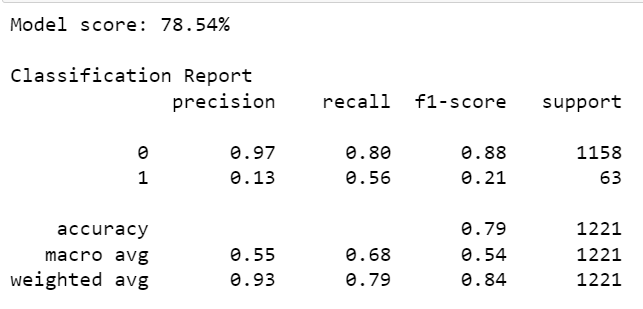 Model score: 78.54%
Classification Report
precision recall f1-score support
0 0.97 0.80 0.88 1158
1 0.13 0.56 0.21 63
accuracy 0.79 1221
macro avg 0.55 0.68 0.54 1221
weighted avg 0.93 0.79 0.84 1221